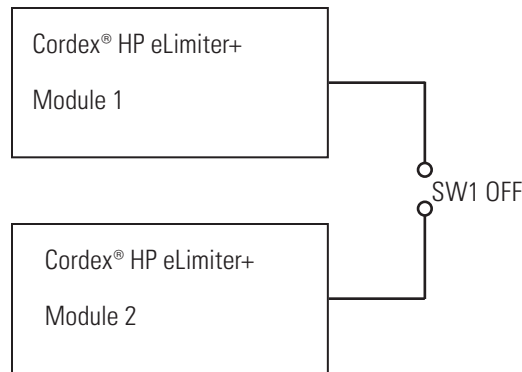 Cordex® HP eLimiter+
Module 1
SW1 OFF
Cordex® HP eLimiter+
Module 2